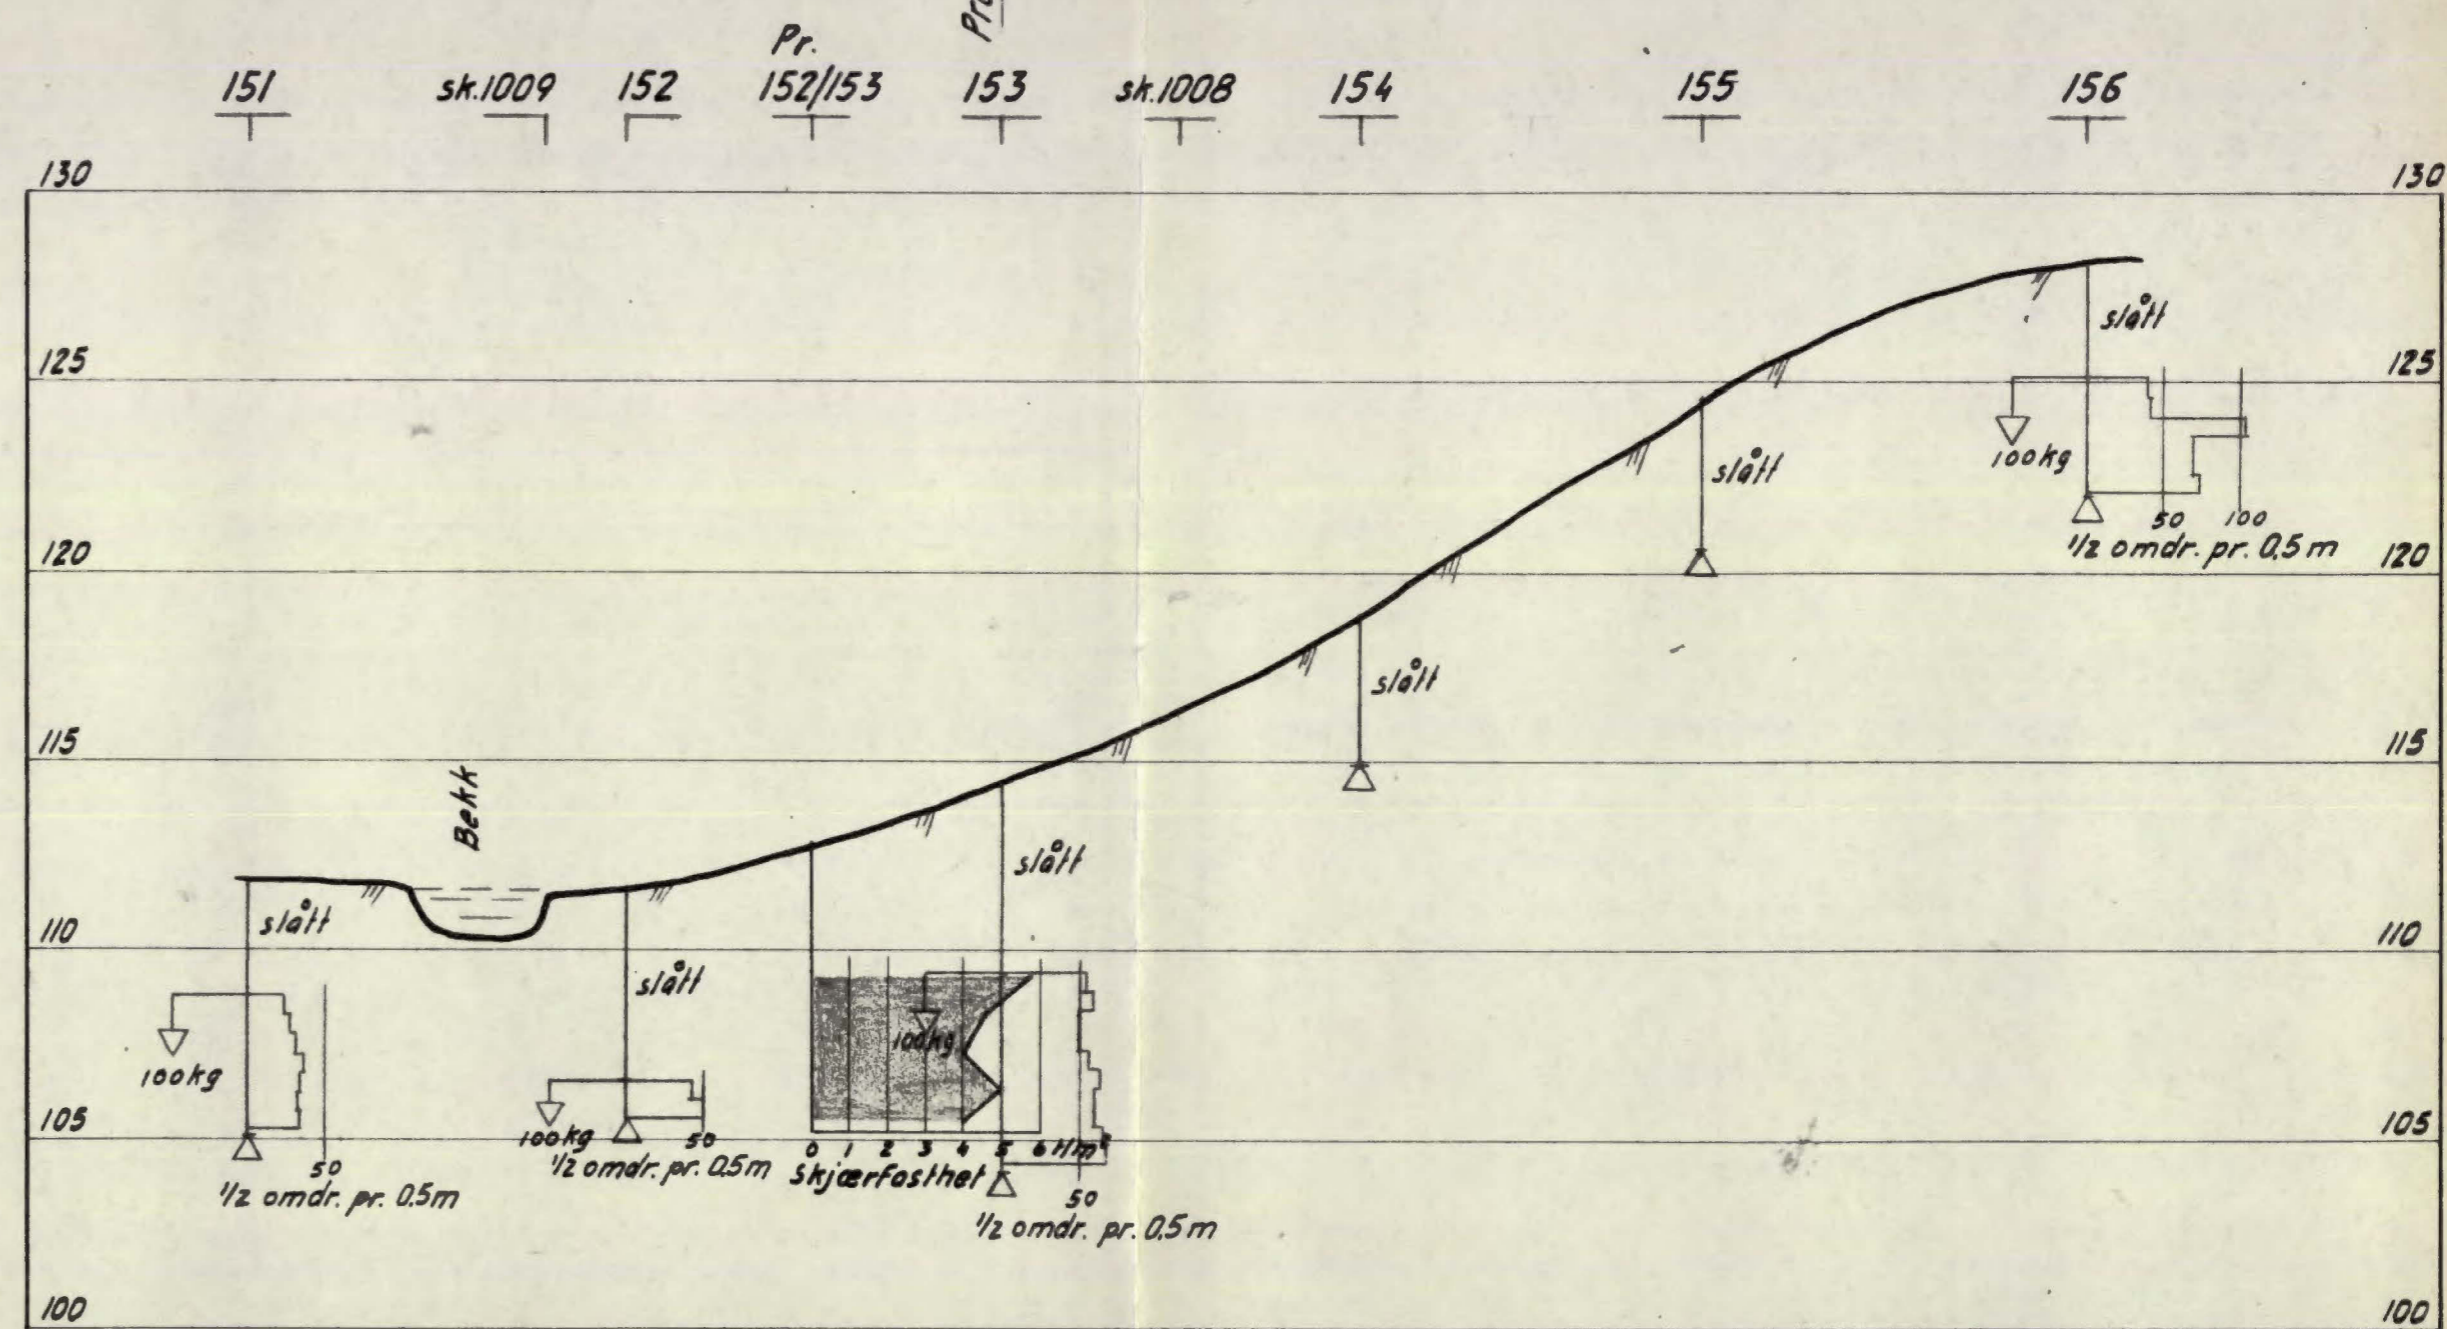 Pr.
151 sk.1009 152 152/153 153 sk.1008 154 155 156
130 130
slått
125 125
slått
100kg
50 100
1/2 omdr. pr. 0.5m
120 120
slått
115 115
Bekk
slått
slått
110 110
slått
100kg
100kg
100kg
105 105
50
1/2 omdr. pr. 0.5m
50
1/2 omdr. pr. 0.5m
0 1 2 3 4 5 6 t/m²
Skjærfasthet
50
1/2 omdr. pr. 0.5m
100 100